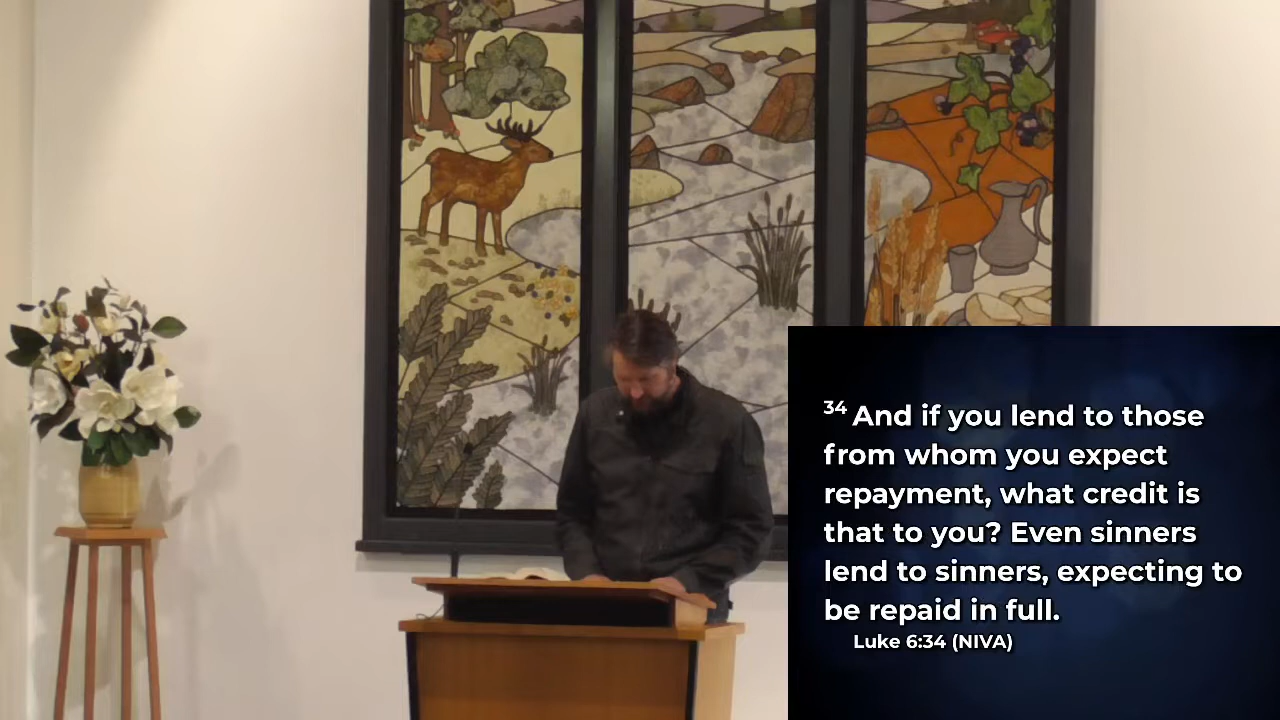 34 And if you lend to those
from whom you expect
repayment, what credit is
that to you? Even sinners
lend to sinners, expecting to
be repaid in full.
Luke 6:34 (NIVA)